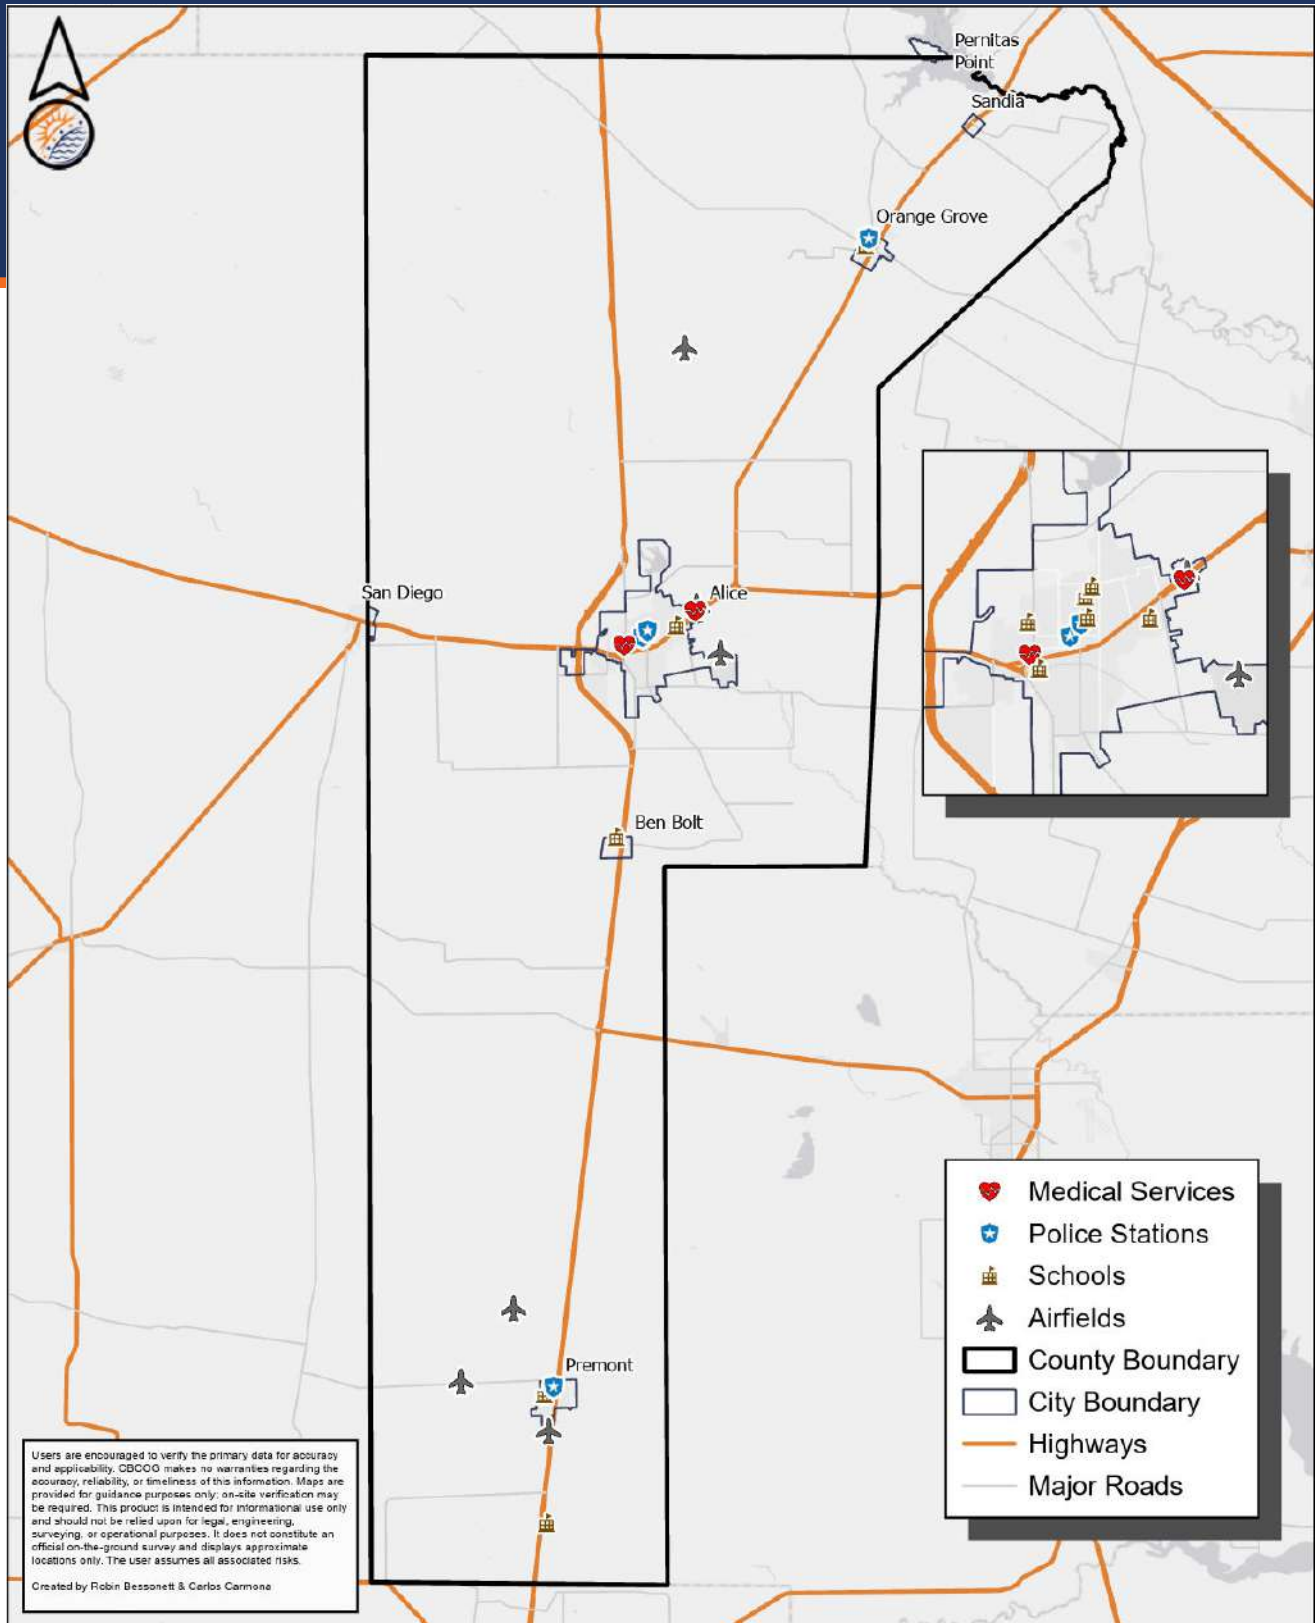 Pernitas
Point
Sandia
Orange Grove
San Diego
Alice
Ben Bolt
Premont
Medical Services
Police Stations
Schools
Airfields
County Boundary
City Boundary
Highways
Major Roads
Users are encouraged to verify the primary data for accuracy
and applicability. CBCOG makes no warranties regarding the
accuracy, reliability, or timeliness of this information. Maps are
provided for guidance purposes only; on-site verification may
be required. This product is intended for informational use only
and should not be relied upon for legal, engineering,
surveying, or operational purposes. It does not constitute an
official on-the-ground survey and displays approximate
locations only. The user assumes all associated risks.
Created by Robin Bessonett & Carlos Carmona